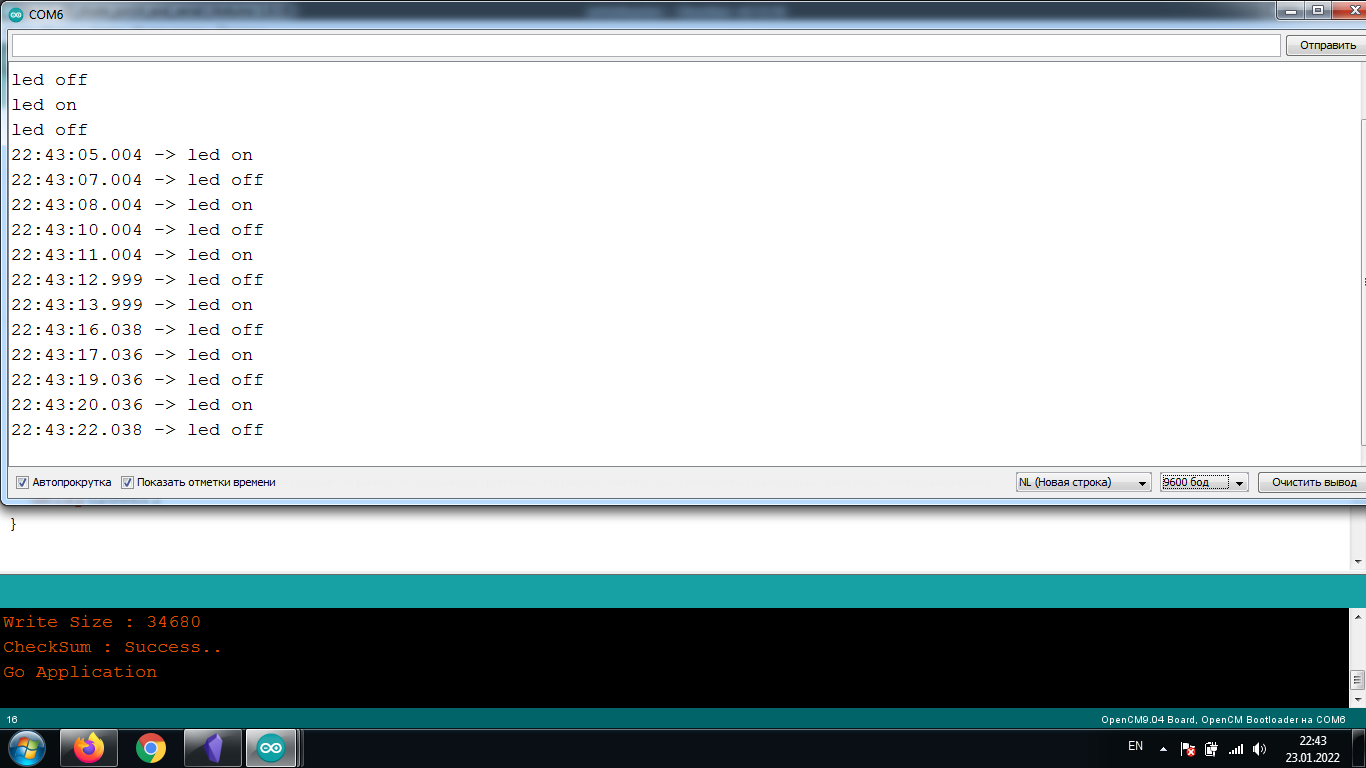 COM6
Отправить
led off
led on
led off
22:43:05.004 -> led on
22:43:07.004 -> led off
22:43:08.004 -> led on
22:43:10.004 -> led off
22:43:11.004 -> led on
22:43:12.999 -> led off
22:43:13.999 -> led on
22:43:16.038 -> led off
22:43:17.036 -> led on
22:43:19.036 -> led off
22:43:20.036 -> led on
22:43:22.038 -> led off
Автопрокрутка Показать отметки времени NL (Новая строка) 9600 бод Очистить вывод
}
Write Size : 34680
CheckSum : Success..
Go Application
16 OpenCM9.04 Board, OpenCM Bootloader на COM6
EN 22:43
23.01.2022